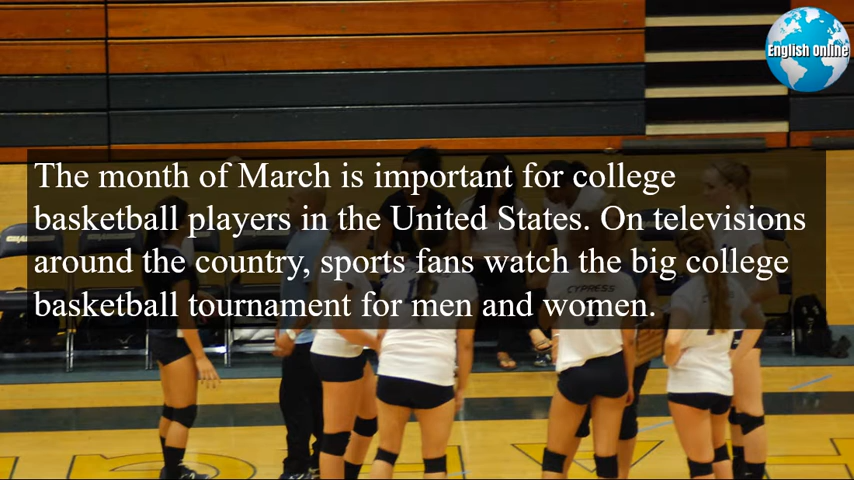 English Online
The month of March is important for college
basketball players in the United States. On televisions
around the country, sports fans watch the big college
basketball tournament for men and women.
CYPRESS